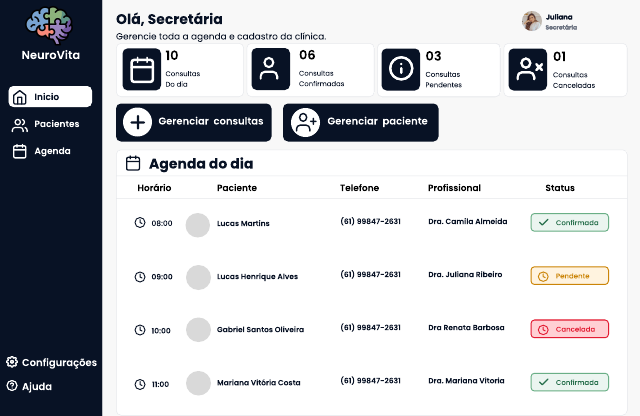 NeuroVita
Inicio
Pacientes
Agenda
Configurações
Ajuda
Olá, Secretária
Gerencie toda a agenda e cadastro da clínica.
Juliana
Secretária
10
Consultas
Do dia
06
Consultas
Confirmadas
03
Consultas
Pendentes
01
Consultas
Canceladas
Gerenciar consultas
Gerenciar paciente
Agenda do dia
Horário Paciente Telefone Profissional Status
08:00 Lucas Martins (61) 99847-2631 Dra. Camila Almeida Confirmada
09:00 Lucas Henrique Alves (61) 99847-2631 Dra. Juliana Ribeiro Pendente
10:00 Gabriel Santos Oliveira (61) 99847-2631 Dra Renata Barbosa Cancelada
11:00 Mariana Vitória Costa (61) 99847-2631 Dra. Mariana Vitoria Confirmada